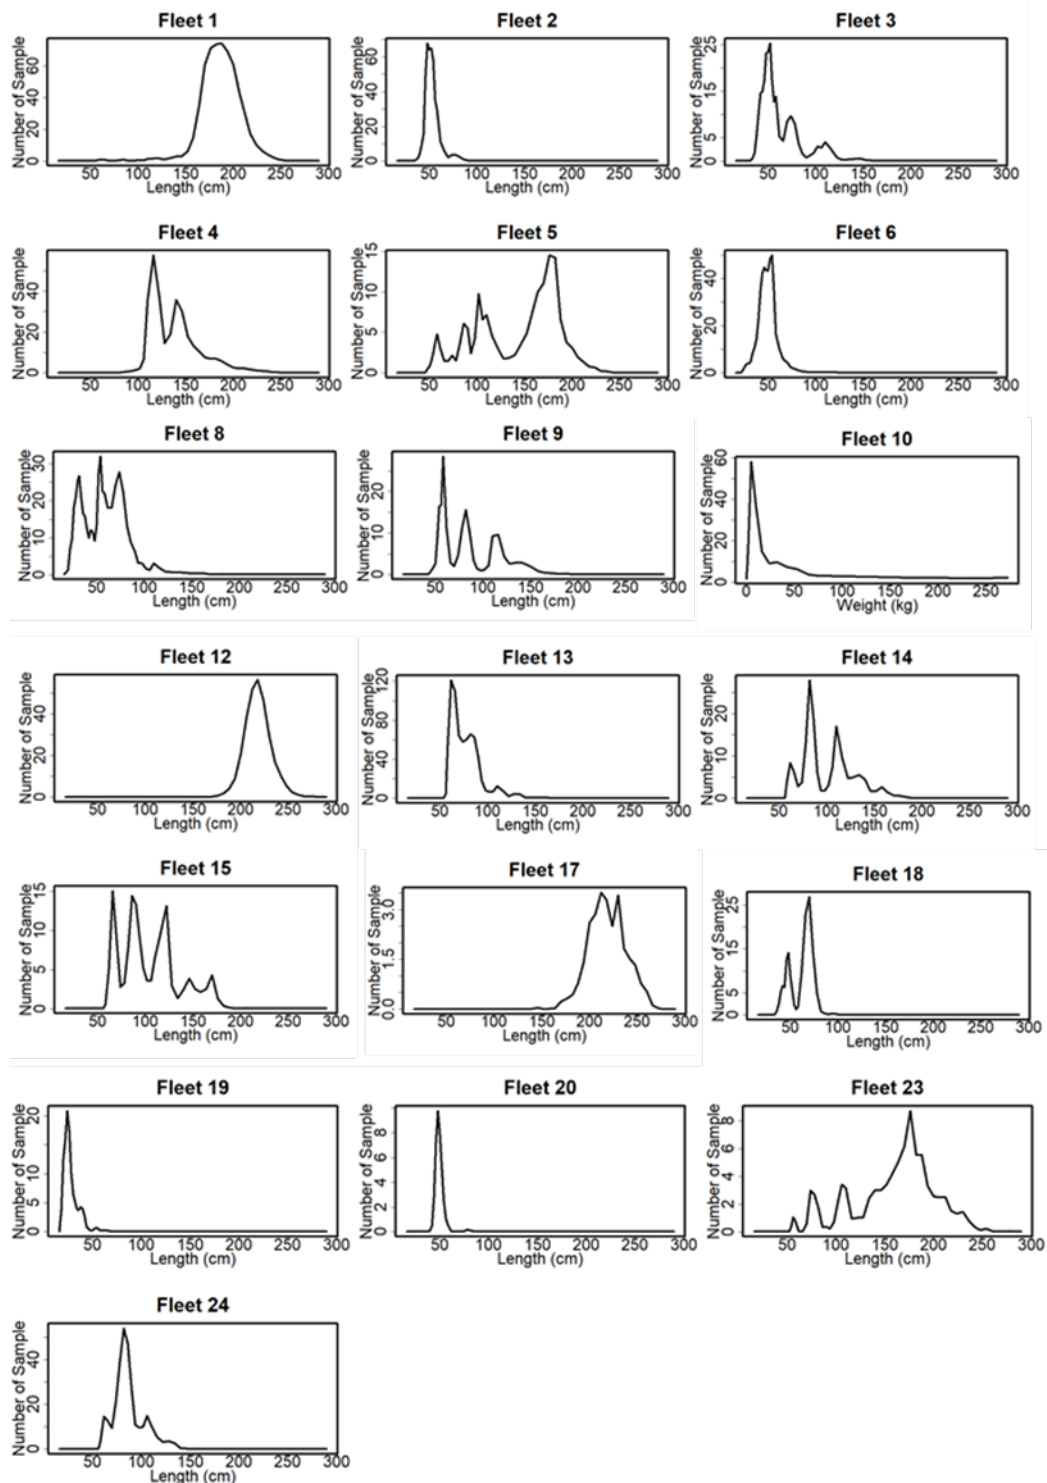 Fleet 1
Number of Sample
0 20 40 60
50 100 150 200 250 300
Length (cm)
Fleet 2
Number of Sample
0 20 40 60
50 100 150 200 250 300
Length (cm)
Fleet 3
Number of Sample
0 5 15 25
50 100 150 200 250 300
Length (cm)
Fleet 4
Number of Sample
0 20 40
50 100 150 200 250 300
Length (cm)
Fleet 5
Number of Sample
0 5 10 15
50 100 150 200 250 300
Length (cm)
Fleet 6
Number of Sample
0 20 40
50 100 150 200 250 300
Length (cm)
Fleet 8
Number of Sample
0 10 20 30
50 100 150 200 250 300
Length (cm)
Fleet 9
Number of Sample
0 10 20
50 100 150 200 250 300
Length (cm)
Fleet 10
Number of Sample
0 20 40 60
0 50 100 150 200 250
Weight (kg)
Fleet 12
Number of Sample
0 20 40
50 100 150 200 250 300
Length (cm)
Fleet 13
Number of Sample
0 40 80 120
50 100 150 200 250 300
Length (cm)
Fleet 14
Number of Sample
0 10 20
50 100 150 200 250 300
Length (cm)
Fleet 15
Number of Sample
0 5 10 15
50 100 150 200 250 300
Length (cm)
Fleet 17
Number of Sample
0.0 1.5 3.0
50 100 150 200 250 300
Length (cm)
Fleet 18
Number of Sample
0 5 15 25
50 100 150 200 250 300
Length (cm)
Fleet 19
Number of Sample
0 5 10 20
50 100 150 200 250 300
Length (cm)
Fleet 20
Number of Sample
0 2 4 6 8
50 100 150 200 250 300
Length (cm)
Fleet 23
Number of Sample
0 2 4 6 8
50 100 150 200 250 300
Length (cm)
Fleet 24
Number of Sample
0 20 40
50 100 150 200 250 300
Length (cm)